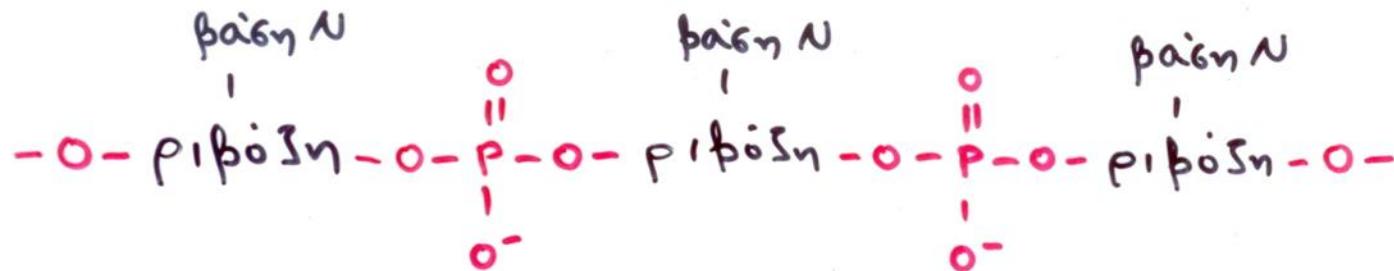 βάση Ν βάση Ν βάση Ν
O O
|| ||
- O - ριβόζη - O - P - O - ριβόζη - O - P - O - ριβόζη - O -
O⁻ O⁻